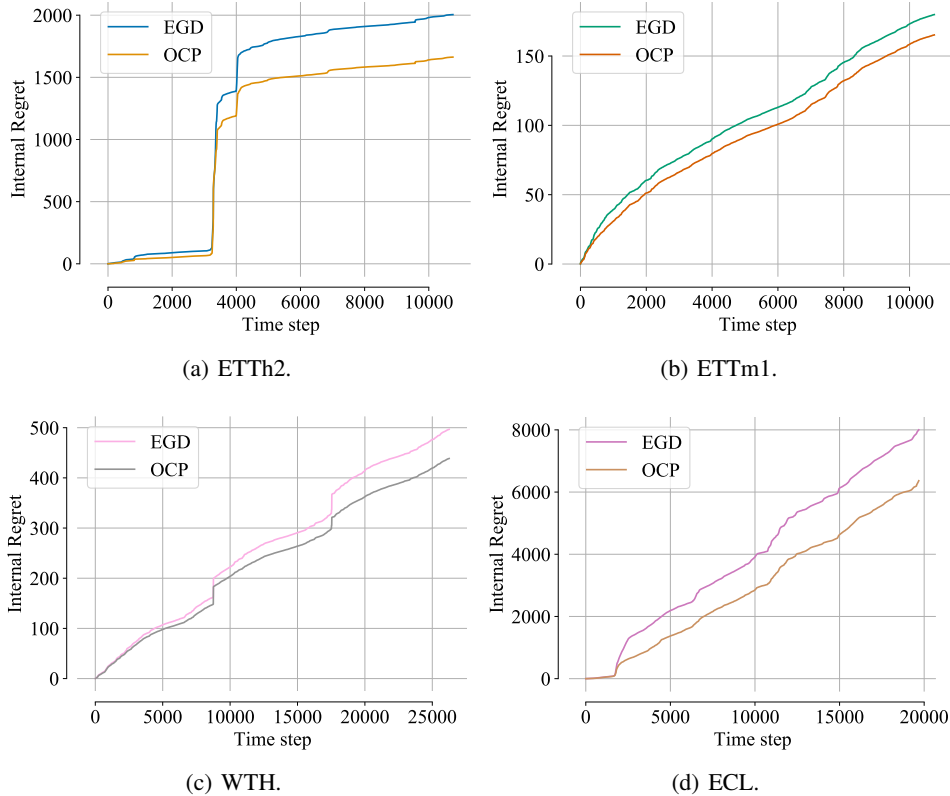 2000
1500
1000
500
0
Internal Regret
EGD
OCP
0 2000 4000 6000 8000 10000
Time step
(a) ETTh2.
150
100
50
0
Internal Regret
EGD
OCP
0 2000 4000 6000 8000 10000
Time step
(b) ETTm1.
500
400
300
200
100
0
Internal Regret
EGD
OCP
0 5000 10000 15000 20000 25000
Time step
(c) WTH.
8000
6000
4000
2000
0
Internal Regret
EGD
OCP
0 5000 10000 15000 20000
Time step
(d) ECL.